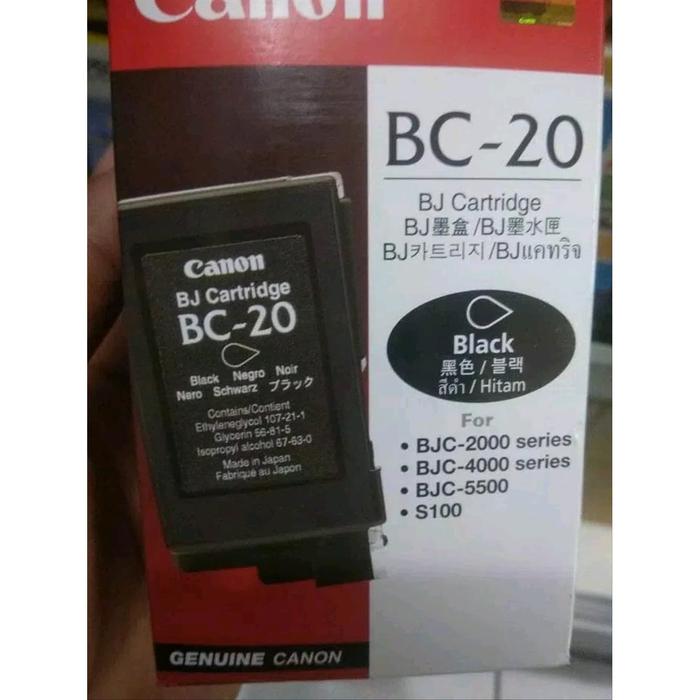 Canon
BC-20
BJ Cartridge
BJ墨盒/BJ墨水匣
BJ카트리지/BJแคทริจ
Black
黑色/블랙
สีดำ/Hitam
For
• BJC-2000 series
• BJC-4000 series
• BJC-5500
• S100
Canon
BJ Cartridge
BC-20
Black Negro Noir
Nero Schwarz ブラック
Contains/Contient
Ethyleneglycol 107-21-1
Glycerin 56-81-5
Isopropyl alcohol 67-63-0
Made in Japan
Fabriqué au Japon
GENUINE CANON